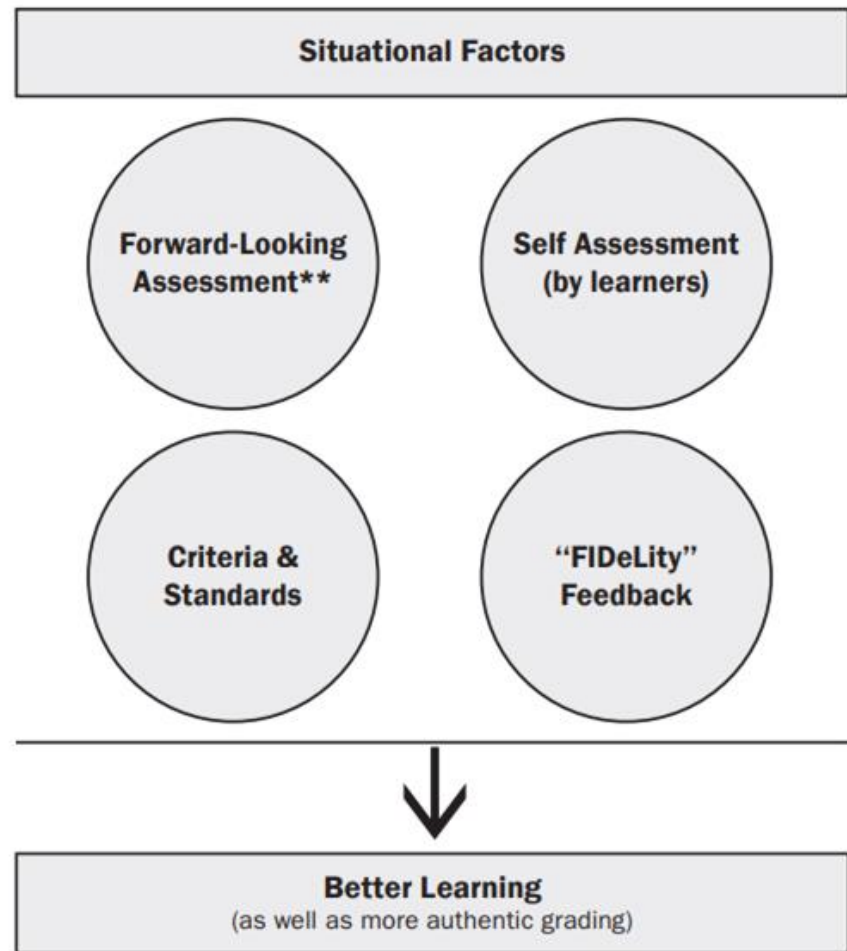 Situational Factors
Forward-Looking
Assessment**
Self Assessment
(by learners)
Criteria &
Standards
“FIDeLity”
Feedback
Better Learning
(as well as more authentic grading)